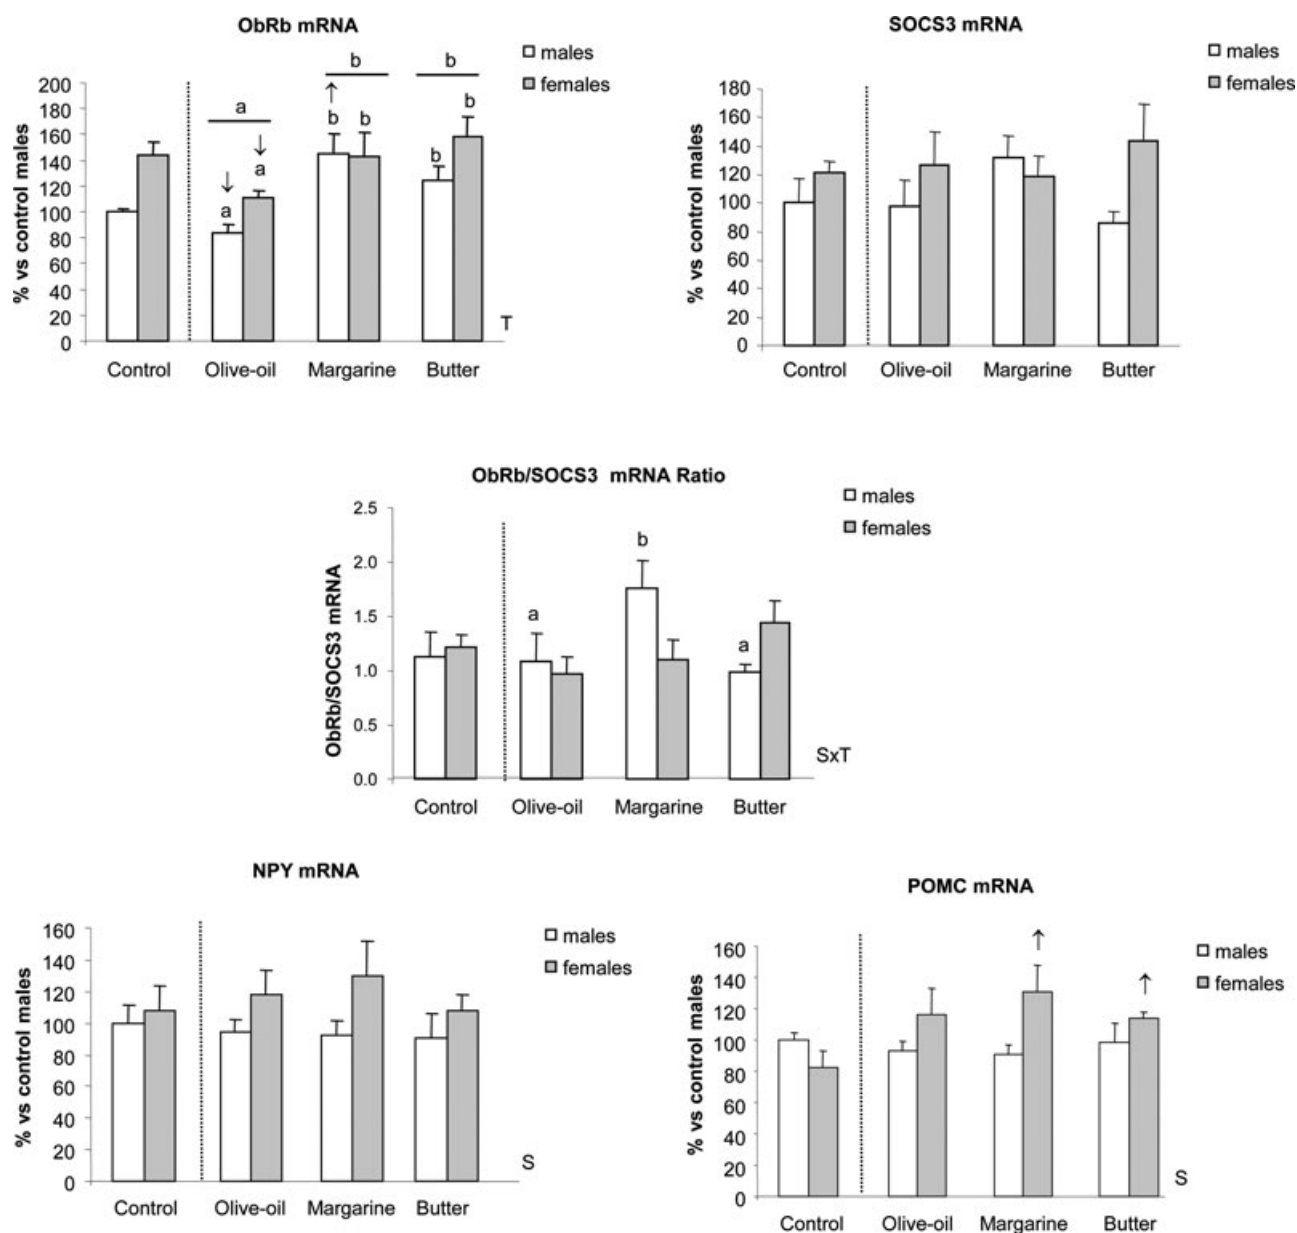 ObRb mRNA
males
females
% vs control males
200
180
160
140
120
100
80
60
40
20
0
a
b
b
↓
a
↓
a
↑
b
b
b
b
T
Control Olive-oil Margarine Butter
SOCS3 mRNA
males
females
% vs control males
180
160
140
120
100
80
60
40
20
0
Control Olive-oil Margarine Butter
ObRb/SOCS3 mRNA Ratio
males
females
ObRb/SOCS3 mRNA
2.5
2.0
1.5
1.0
0.5
0.0
a
b
a
SxT
Control Olive-oil Margarine Butter
NPY mRNA
males
females
% vs control males
160
140
120
100
80
60
40
20
0
S
Control Olive-oil Margarine Butter
POMC mRNA
males
females
% vs control males
160
140
120
100
80
60
40
20
0
↑
↑
S
Control Olive-oil Margarine Butter